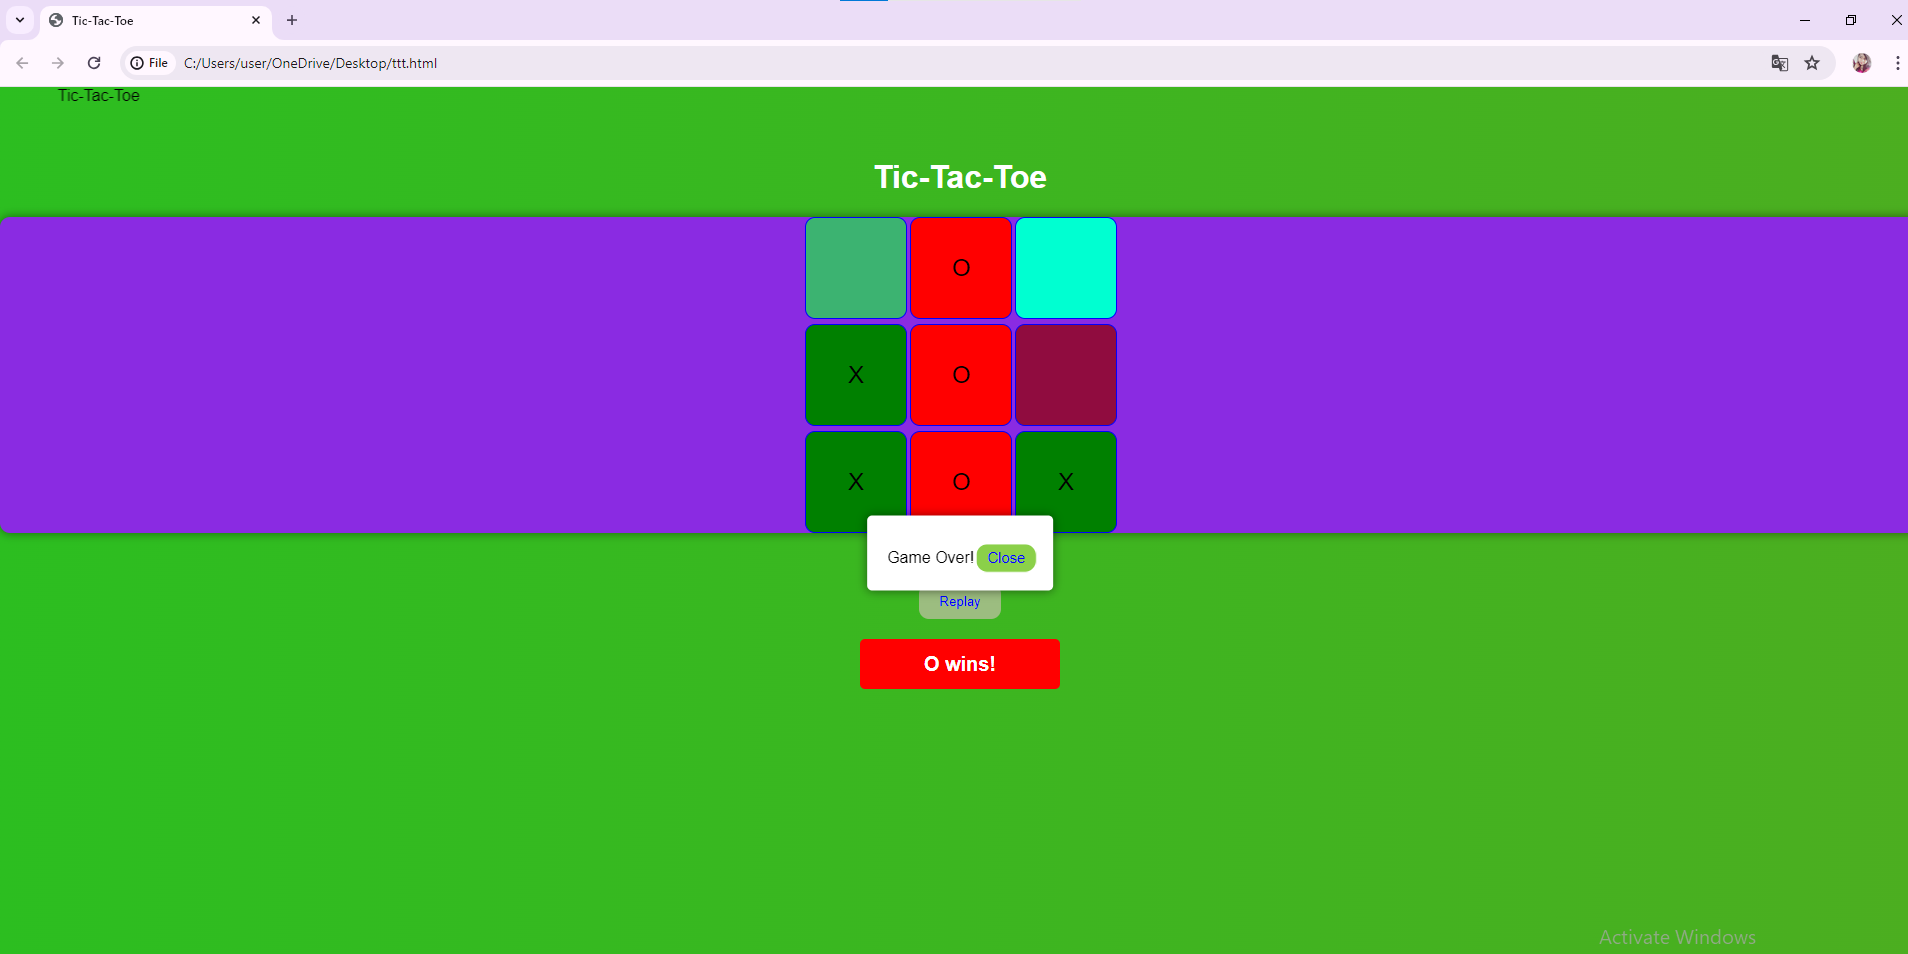 Tic-Tac-Toe
File C:/Users/user/OneDrive/Desktop/ttt.html
Tic-Tac-Toe
Tic-Tac-Toe
O
X O
X O X
Game Over! Close
Replay
O wins!
Activate Windows